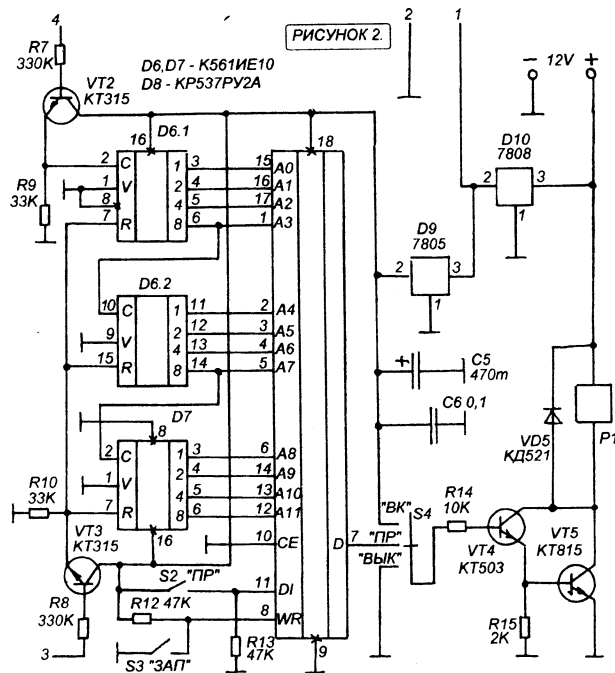 4
2
1
РИСУНОК 2.
R7
330K
D6,D7 - К561ИЕ10
D8 - КР537РУ2А
- 12V +
VT2
КТ315
D6.1
16
18
D10
7808
2 C 1 3 15 A0
1 V 2 4 16 A1
8 4 5 17 A2
7 R 8 6 1 A3
R9
33K
2 3
1
D9
7805
2 3
1
D6.2
10 C 1 11 2 A4
9 V 2 12 3 A5
15 R 4 13 4 A6
8 14 5 A7
+ C5
470m
C6 0,1
VD5
КД521
P1
D7
8
2 C 1 3 6 A8
1 V 2 4 14 A9
7 R 4 5 13 A10
8 6 12 A11
16
10 CE
R10
33K
VT3
КТ315
D 7
"ВК" S4
"ПР"
"ВЫК"
R14
10K
VT4
КТ503
VT5
КТ815
S2 "ПР"
11 DI
R12 47K
8 WR
R8
330K
3
S3 "ЗАП"
R13
47K
9
R15
2K